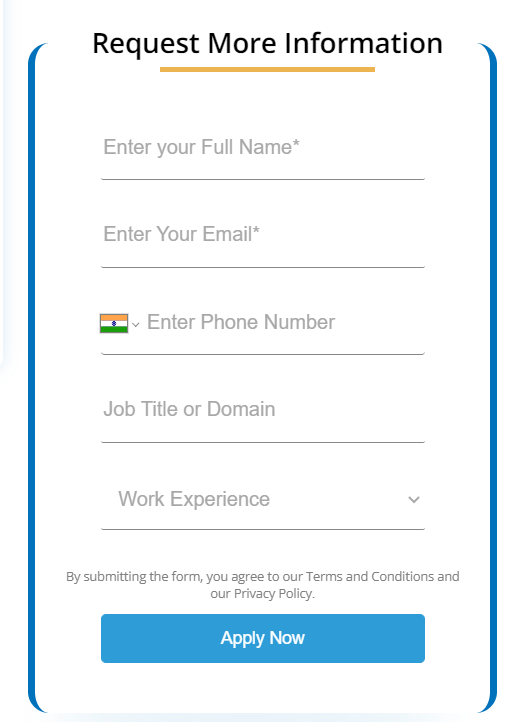 Request More Information
Enter your Full Name*
Enter Your Email*
Enter Phone Number
Job Title or Domain
Work Experience
By submitting the form, you agree to our Terms and Conditions and
our Privacy Policy.
Apply Now